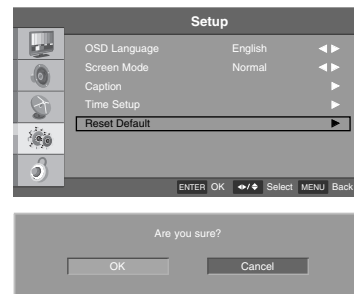 Setup
OSD Language English
Screen Mode Normal
Caption
Time Setup
Reset Default
ENTER OK / Select MENU Back
Are you sure?
OK Cancel